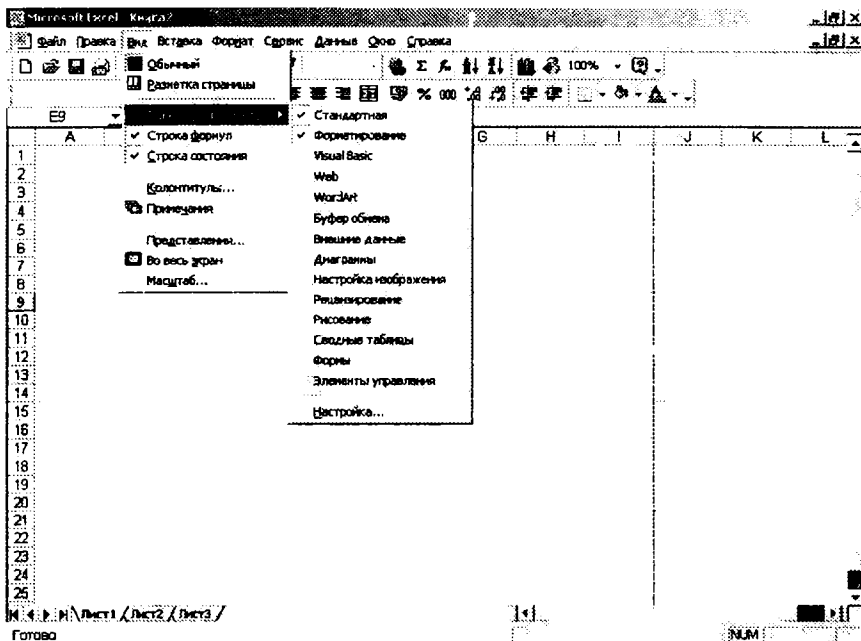 Microsoft Excel - Книга2
Файл Правка Вид Вставка Формат Сервис Данные Окно Справка
100%
% 000
E9
Обычный
Разметка страницы
Строка формул
Строка состояния
Колонтитулы...
Примечания
Представления...
Во весь экран
Масштаб...
Стандартная
Форматирование
Visual Basic
Web
WordArt
Буфер обмена
Внешние данные
Диаграммы
Настройка изображения
Рецензирование
Рисование
Сводные таблицы
Формы
Элементы управления
Настройка...
A G H I J K L
1
2
3
4
5
6
7
8
9
10
11
12
13
14
15
16
17
18
19
20
21
22
23
24
25
Лист1 Лист2 Лист3
Готово NUM